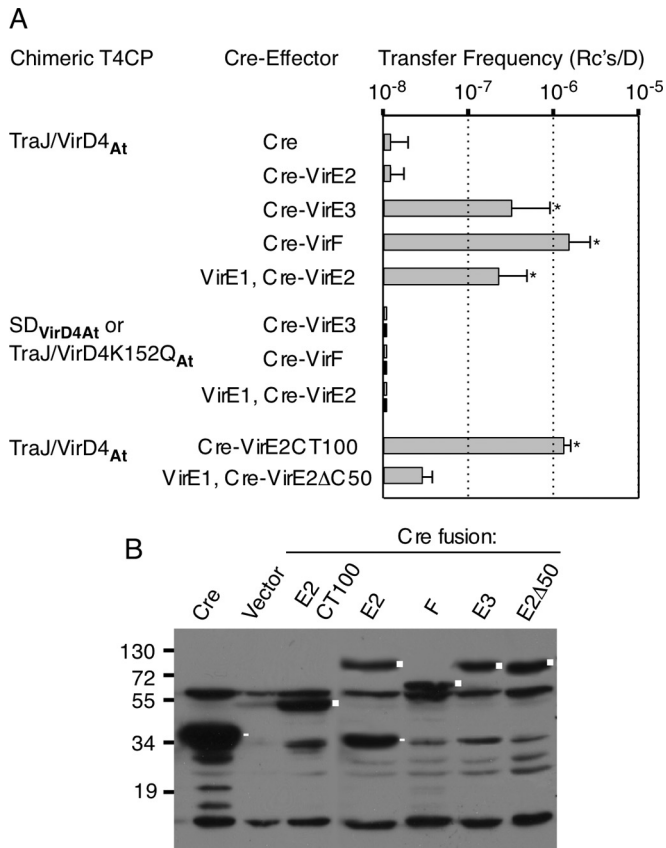 A
Chimeric T4CP Cre-Effector Transfer Frequency (Rc's/D)
10-8 10-7 10-6 10-5
TraJ/VirD4At Cre
Cre-VirE2
Cre-VirE3 *
Cre-VirF *
VirE1, Cre-VirE2 *
SDVirD4At or Cre-VirE3
TraJ/VirD4K152QAt Cre-VirF
VirE1, Cre-VirE2
TraJ/VirD4At Cre-VirE2CT100 *
VirE1, Cre-VirE2ΔC50
B
Cre fusion:
Cre Vector E2 CT100 E2 F E3 E2Δ50
130
72
55
34
19